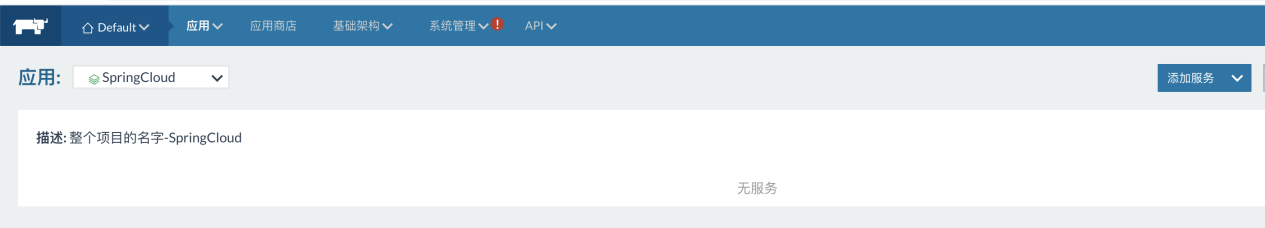 Default 应用 应用商店 基础架构 系统管理 ! API
应用: SpringCloud 添加服务
描述: 整个项目的名字-SpringCloud
无服务